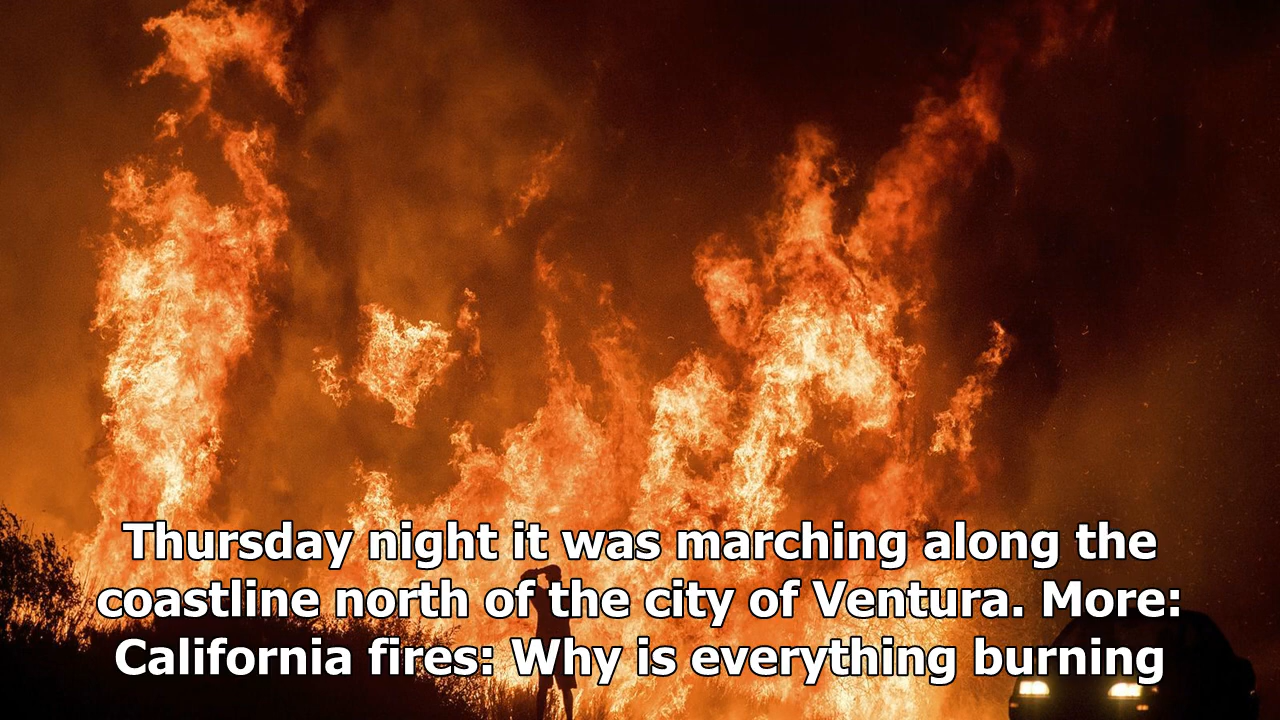 Thursday night it was marching along the
coastline north of the city of Ventura. More:
California fires: Why is everything burning